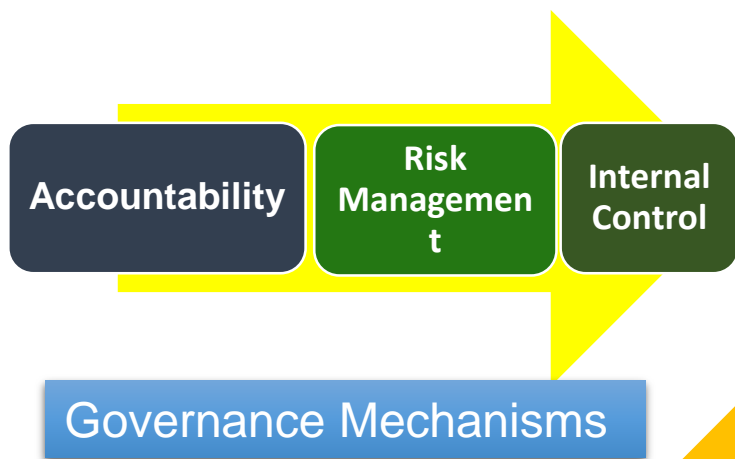 Accountability
Risk
Managemen
t
Internal
Control
Governance Mechanisms